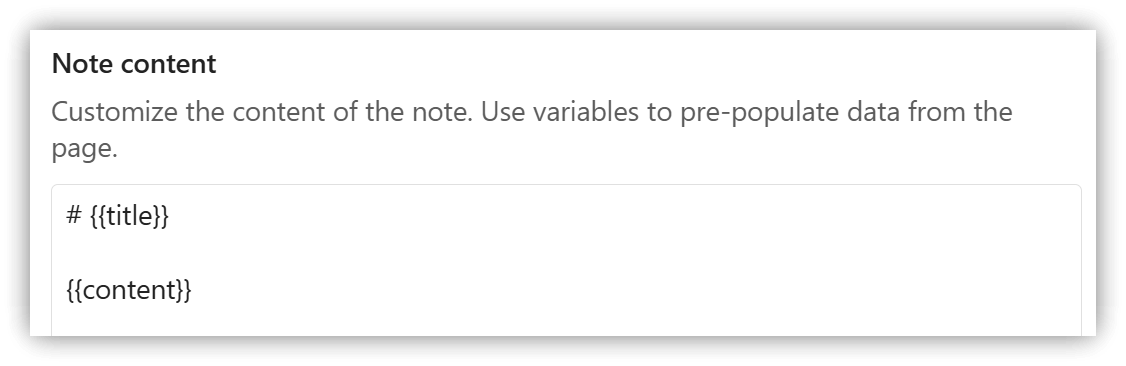 Note content
Customize the content of the note. Use variables to pre-populate data from the
page.
# {{title}}
{{content}}